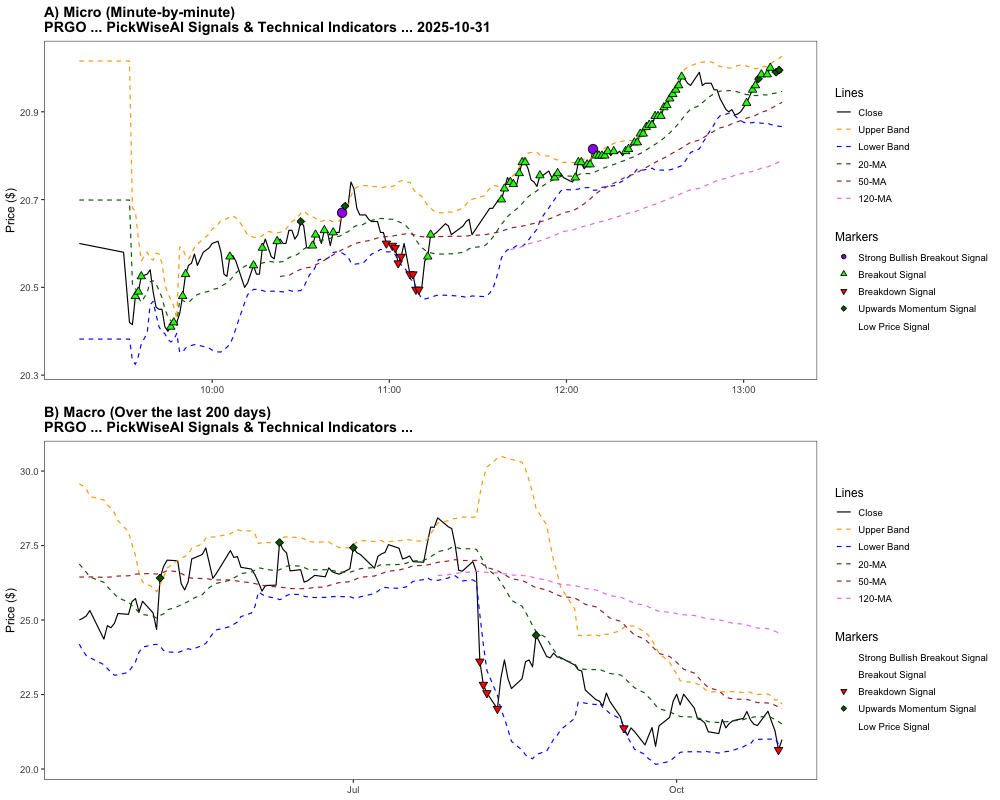 A) Micro (Minute-by-minute)
PRGO ... PickWiseAI Signals & Technical Indicators ... 2025-10-31
Price ($)
20.9
20.7
20.5
20.3
10:00
11:00
12:00
13:00
Lines
Close
Upper Band
Lower Band
20-MA
50-MA
120-MA
Markers
Strong Bullish Breakout Signal
Breakout Signal
Breakdown Signal
Upwards Momentum Signal
Low Price Signal
B) Macro (Over the last 200 days)
PRGO ... PickWiseAI Signals & Technical Indicators ...
Price ($)
30.0
27.5
25.0
22.5
20.0
Jul
Oct
Lines
Close
Upper Band
Lower Band
20-MA
50-MA
120-MA
Markers
Strong Bullish Breakout Signal
Breakout Signal
Breakdown Signal
Upwards Momentum Signal
Low Price Signal